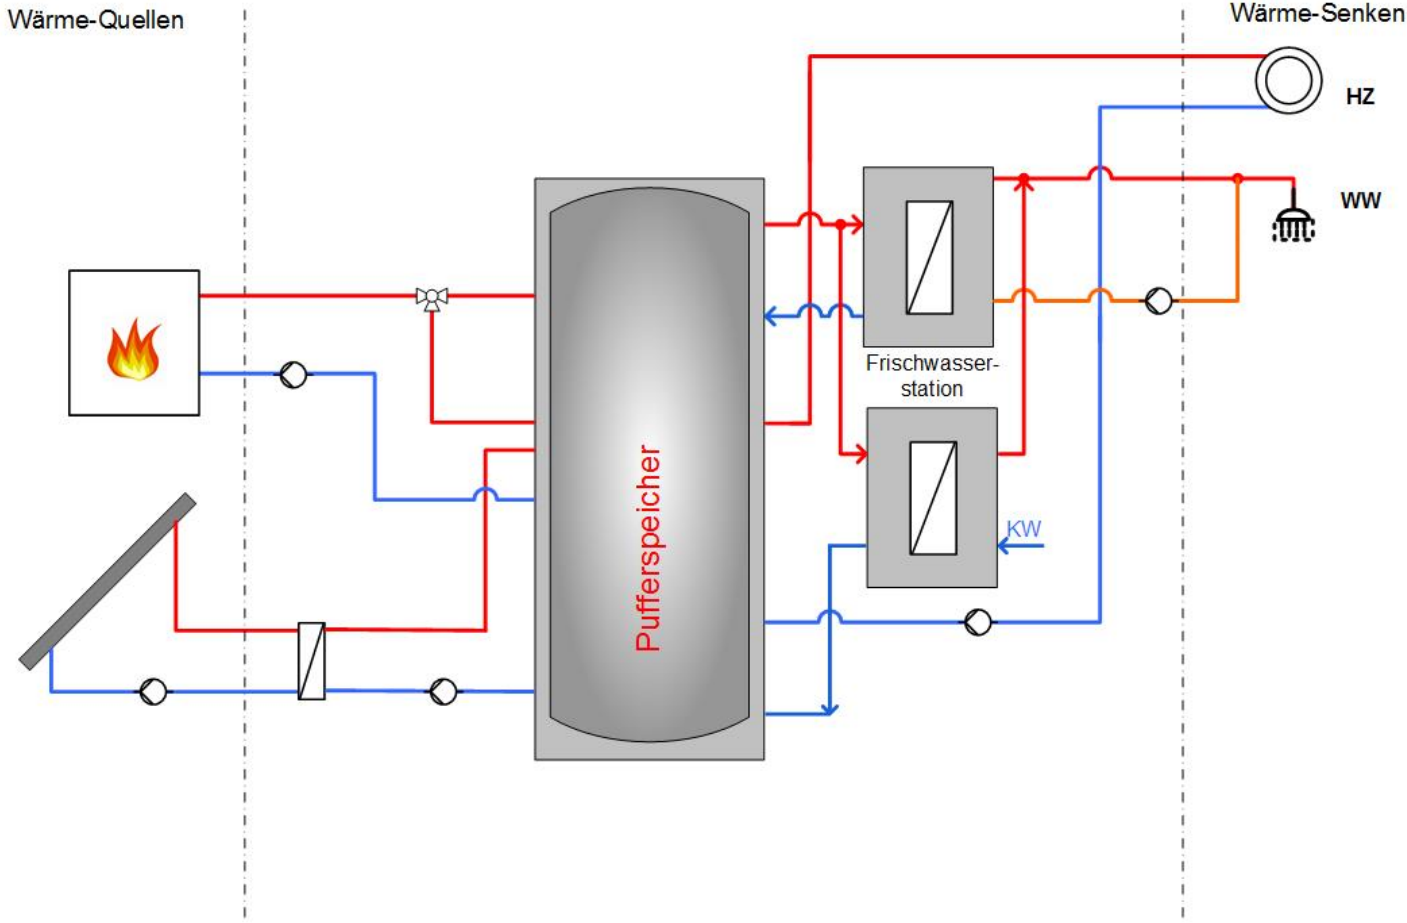 Wärme-Quellen
Wärme-Senken
HZ
WW
Frischwasser-
station
Pufferspeicher
KW